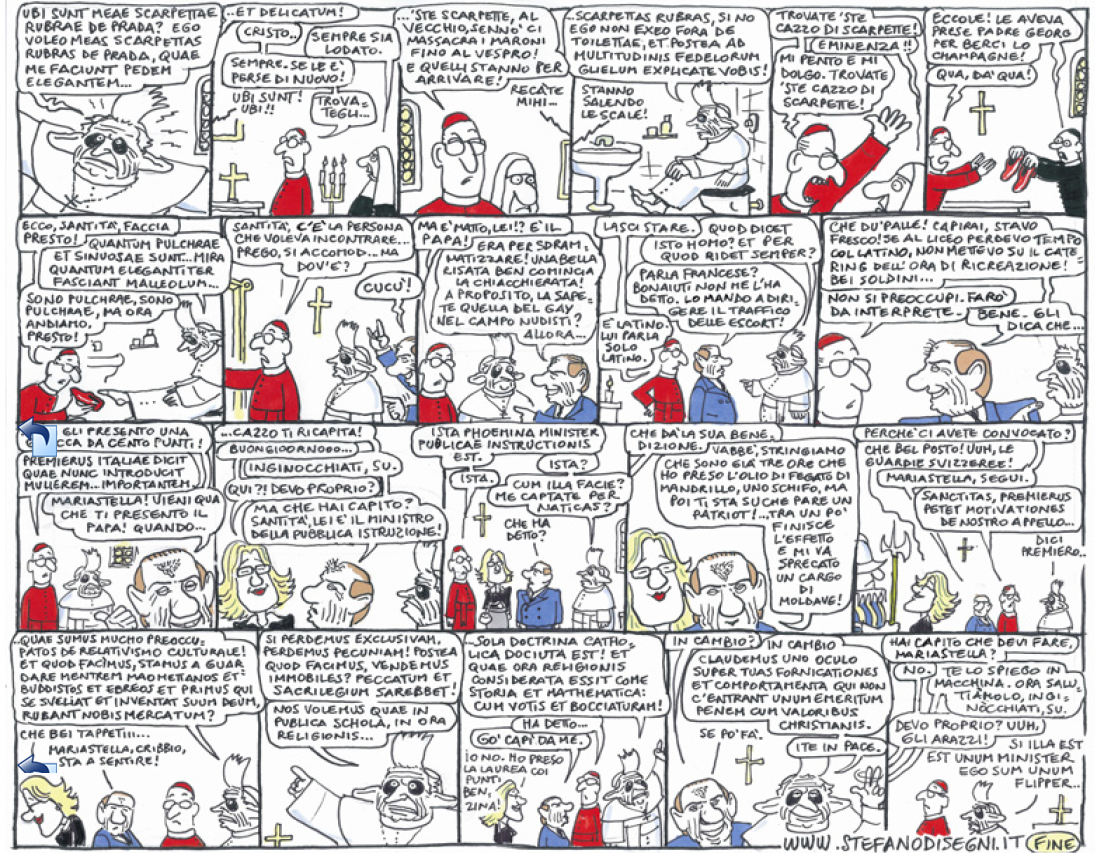 UBI SUNT MEAE SCARPETTAE
RUBRAE DE PRADA? EGO
VOLEO MEAS SCARPETTAS
RUBRAS DE PRADA, QUAE
ME FACIUNT PEDEM
ELEGANTEM...
...ET DELICATUM!
CRISTO..
SEMPRE SIA
LODATO.
SEMPRE. SE LE È
PERSE DI NUOVO!
UBI SUNT!
UBI!!
TROVA=
TEGLI...
...'STE SCARPETTE, AL
VECCHIO, SENNO' CI
MASSACRA I MARONI
FINO AL VESPRO!
E QUELLI STANNO PER
ARRIVARE!
RECATE
MIHI...
..SCARPETTAS RUBRAS, SI NO
EGO NON EXEO FORA DE
TOILETTAE, ET POSTEA AD
MULTITUDINIS FEDELORUM
GLIELUM EXPLICATE VOBIS!
STANNO
SALENDO
LE SCALE!
TROVATE 'STE
CAZZO DI SCARPETTE!
EMINENZA!!
MI PENTO E MI
DOLGO. TROVATE
'STE CAZZO DI
SCARPETTE!
ECCOLE! LE AVEVA
PRESE PADRE GEORG
PER BERCI LO
CHAMPAGNE!
QUA, DA' QUA!
ECCO, SANTITA', FACCIA
PRESTO!
QUANTUM PULCHRAE
ET SINUOSAE SUNT... MIRA
QUANTUM ELEGANTITER
FASCIANT MALLEOLUM...
SONO PULCHRAE, SONO
PULCHRAE, MA ORA
ANDIAMO.
PRESTO!
SANTITA', C'E' LA PERSONA
CHE VOLEVA INCONTRARE...
PREGO, SI ACCOMOD... MA
DOV'E'?
CUCU'!
MA E' MATO, LEI!? E' IL
PAPA!
ERA PER SDRAM=
MATIZZARE! UNA BELLA
RISATA BEN COMINCIA
LA CHIACCHIERATA!
A PROPOSITO, LA SAPE=
TE QUELLA DEL GAY
NEL CAMPO NUDISTI?
ALLORA...
LASCI STARE.
QUOD DICET
ISTO HOMO? ET PER
QUOD RIDET SEMPER?
PARLA FRANCESE?
BONAIUTI NON ME L'HA
DETTO. LO MANDO A DIRI=
GERE IL TRAFFICO
DELLE ESCORT!
E' LATINO.
LUI PARLA
SOLO
LATINO.
CHE DU' PALLE! CAPIRAI, STAVO
FRESCO! SE AL LICEO PERDEVO TEMPO
COL LATINO, NON METTEVO SU IL CATE
RING DELL'ORA DI RICREAZIONE!
BEI SOLDINI...
NON SI PREOCCUPI. FARO'
DA INTERPRETE.
BENE. GLI
DICA CHE...
GLI PRESENTO UNA
CCA DA CENTO PUNTI!
PREMIERUS ITALIAE DICIT
QUAE NUNC INTRODUCIT
MULIEREM... IMPORTANTEM.
MARIASTELLA! VIENI QUA
CHE TI PRESENTO IL
PAPA! QUANDO...
...CAZZO TI RICAPITA!
BUONGIOORNOOO...
INGINOCCHIATI, SU.
QUI?! DEVO PROPRIO?
MA CHE HAI CAPITO?
SANTITA', LEI E' IL MINISTRO
DELLA PUBBLICA ISTRUZIONE!
ISTA PHOEMINA MINISTER
PUBLICAE INSTRUCTIONIS
EST.
ISTA?
ISTA.
CUM ILLA FACIE?
ME CAPTATE PER
NATICAS?
CHE HA
DETTO?
CHE DA' LA SUA BENE,
DIZIONE.
VABBE', STRINGIAMO
CHE SONO GIA' TRE ORE CHE
HO PRESO L'OLIO DI FEGATO DI
MANDRILLO, UNO SCHIFO, MA
POI TI STA SU CHE PARE UN
PATRIOT!...TRA UN PO'
FINISCE
L'EFFETTO
E MI VA
SPRECATO
UN CARGO
DI
MOLDAVE!
PERCHE' CI AVETE CONVOCATO?
CHE BEL POSTO! UUH, LE
GUARDIE SVIZZERE!
MARIASTELLA, SEGUI.
SANCTITAS, PREMIERUS
PETET MOTIVATIONES
DE NOSTRO APPELLO...
DICI
PREMIERO..
QUAE SUMUS MUCHO PREOCCU=
PATOS DE RELATIVISMO CULTURALE!
ET QUOD FACIMUS, STAMUS A GUAR
DARE MENTREM MAOMETTANOS ET
BUDDISTOS ET EBREOS ET PRIMUS QUI
SE SVELIAT ET INVENTAT SUUM DEUM,
RUBANT NOBIS MERCATUM?
CHE BEI TAPPETIII...
MARIASTELLA, CRIBBIO,
STA A SENTIRE!
SI PERDEMUS EXCLUSIVAM,
PERDEMUS PECUNIAM! POSTEA
QUOD FACIMUS, VENDEMUS
IMMOBILES? PECCATUM ET
SACRILEGIUM SAREBBET!
NOS VOLEMUS QUAE IN
PUBLICA SCHOLA, IN ORA
RELIGIONIS...
..SOLA DOCTRINA CATHO=
LICA DOCIUTA EST! ET
QUAE ORA RELIGIONIS
CONSIDERATA ESSIT COME
STORIA ET MATHEMATICA:
CUM VOTIS ET BOCCIATURAM!
HA DETTO...
GO' CAPI' DA ME.
IO NO. HO PRESO
LA LAUREA COI
PUNTI
BEN,
ZINA!
IN CAMBIO?
IN CAMBIO
CLAUDEMUS UNO OCULO
SUPER TUAS FORNICATIONES
ET COMPORTAMENTA QUI NON
C'ENTRANT UNUM EMERITUM
PENEM CUM VALORIBUS
CHRISTIANIS.
SE PO' FA'.
ITE IN PACE.
HAI CAPITO CHE DEVI FARE,
MARIASTELLA?
NO.
TE LO SPIEGO IN
MACCHINA. ORA SALU=
TIAMOLO, INGI=
NOCCHIATI, SU.
DEVO PROPRIO? UUH,
GLI ARAZZI!
SI ILLA EST
EST UNUM MINISTER
EGO SUM UNUM
FLIPPER...
WWW.STEFANODISEGNI.IT
FINE